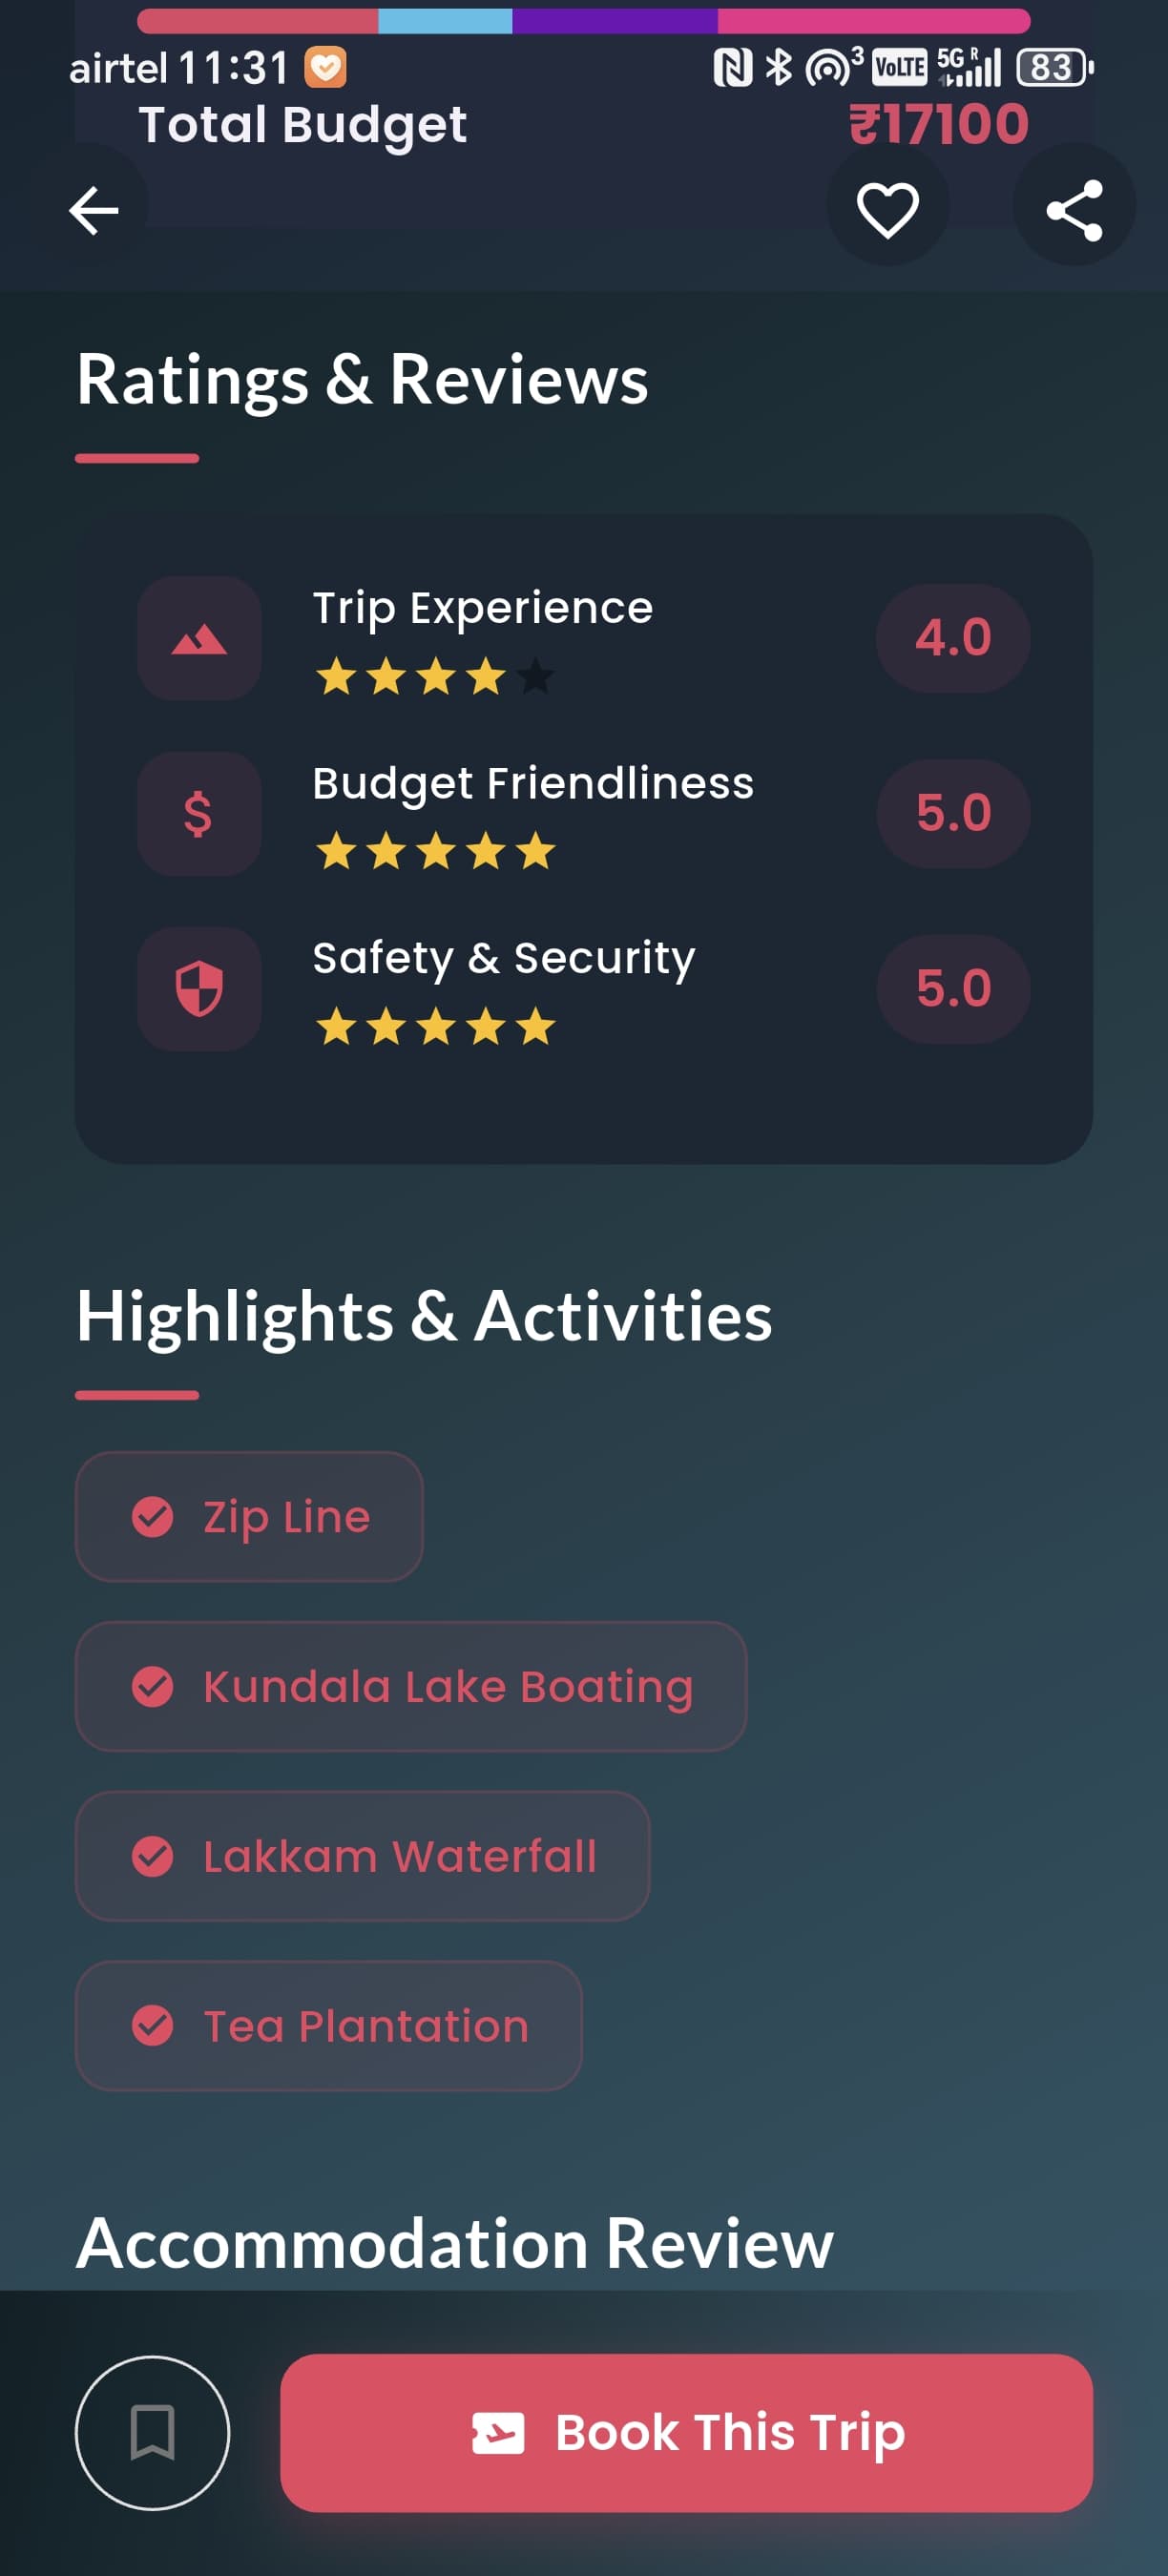 airtel 11:31 3 VoLTE 5G R 83
Total Budget ₹17100
Ratings & Reviews
Trip Experience
4.0
Budget Friendliness
5.0
Safety & Security
5.0
Highlights & Activities
Zip Line
Kundala Lake Boating
Lakkam Waterfall
Tea Plantation
Accommodation Review
Book This Trip